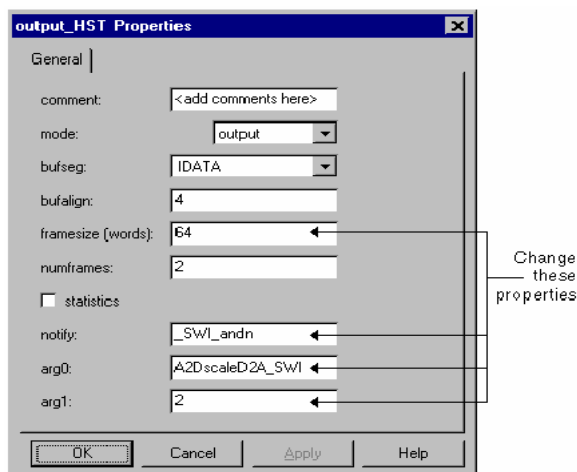 output_HST Properties
General
comment: <add comments here>
mode: output
bufseg: IDATA
bufalign: 4
framesize (words): 64
numframes: 2
statistics
notify: _SWI_andn
arg0: A2DscaleD2A_SWI
arg1: 2
Change
these
properties
OK Cancel Apply Help